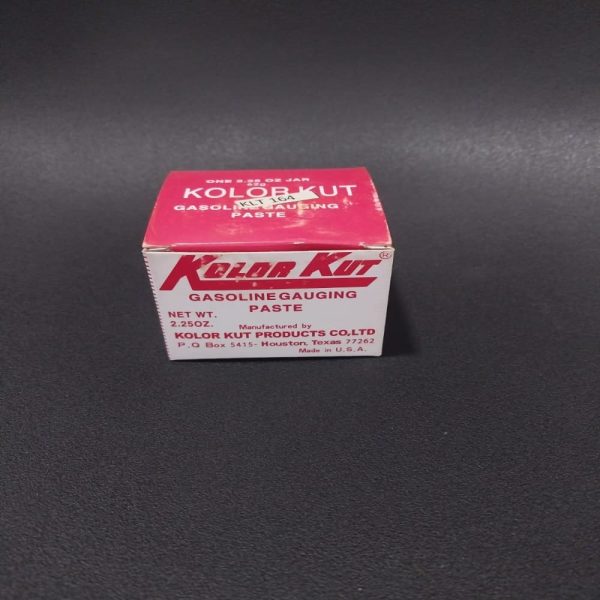 ONE 2.25 OZ JAR
63g
KOLOR KUT
KLT 164
GASOLINE GAUGING
PASTE
KOLOR KUT ®
GASOLINE GAUGING
PASTE
NET WT.
2.25OZ.
Manufactured by
KOLOR KUT PRODUCTS CO,LTD
P.O Box 5415- Houston, Texas 77262
Made in U.S.A.